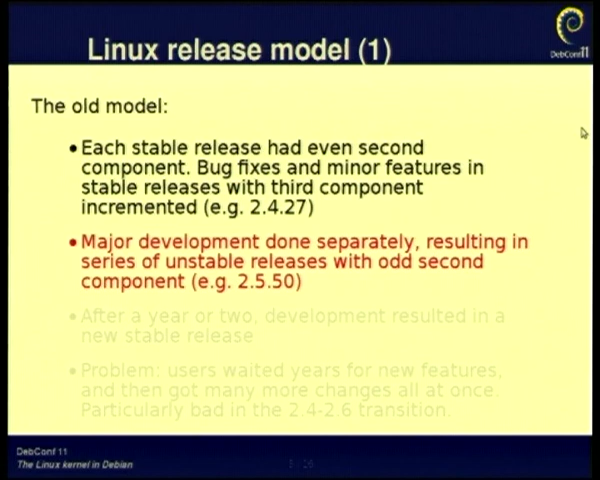 Linux release model (1)
DebConf11
The old model:
• Each stable release had even second
component. Bug fixes and minor features in
stable releases with third component
incremented (e.g. 2.4.27)
• Major development done separately, resulting in
series of unstable releases with odd second
component (e.g. 2.5.50)
• After a year or two, development resulted in a
new stable release
• Problem: users waited years for new features,
and then got many more changes all at once.
Particularly bad in the 2.4-2.6 transition.
DebConf 11
The Linux kernel in Debian